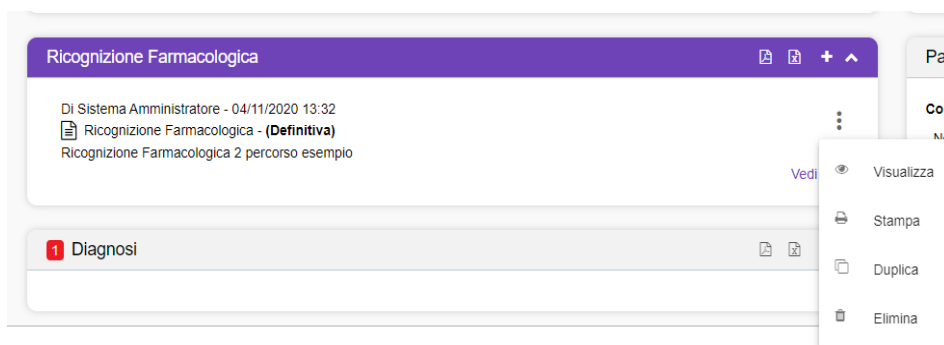 Ricognizione Farmacologica
Di Sistema Amministratore - 04/11/2020 13:32
Ricognizione Farmacologica - (Definitiva)
Ricognizione Farmacologica 2 percorso esempio
Vedi
1 Diagnosi
Visualizza
Stampa
Duplica
Elimina
Pa
Co